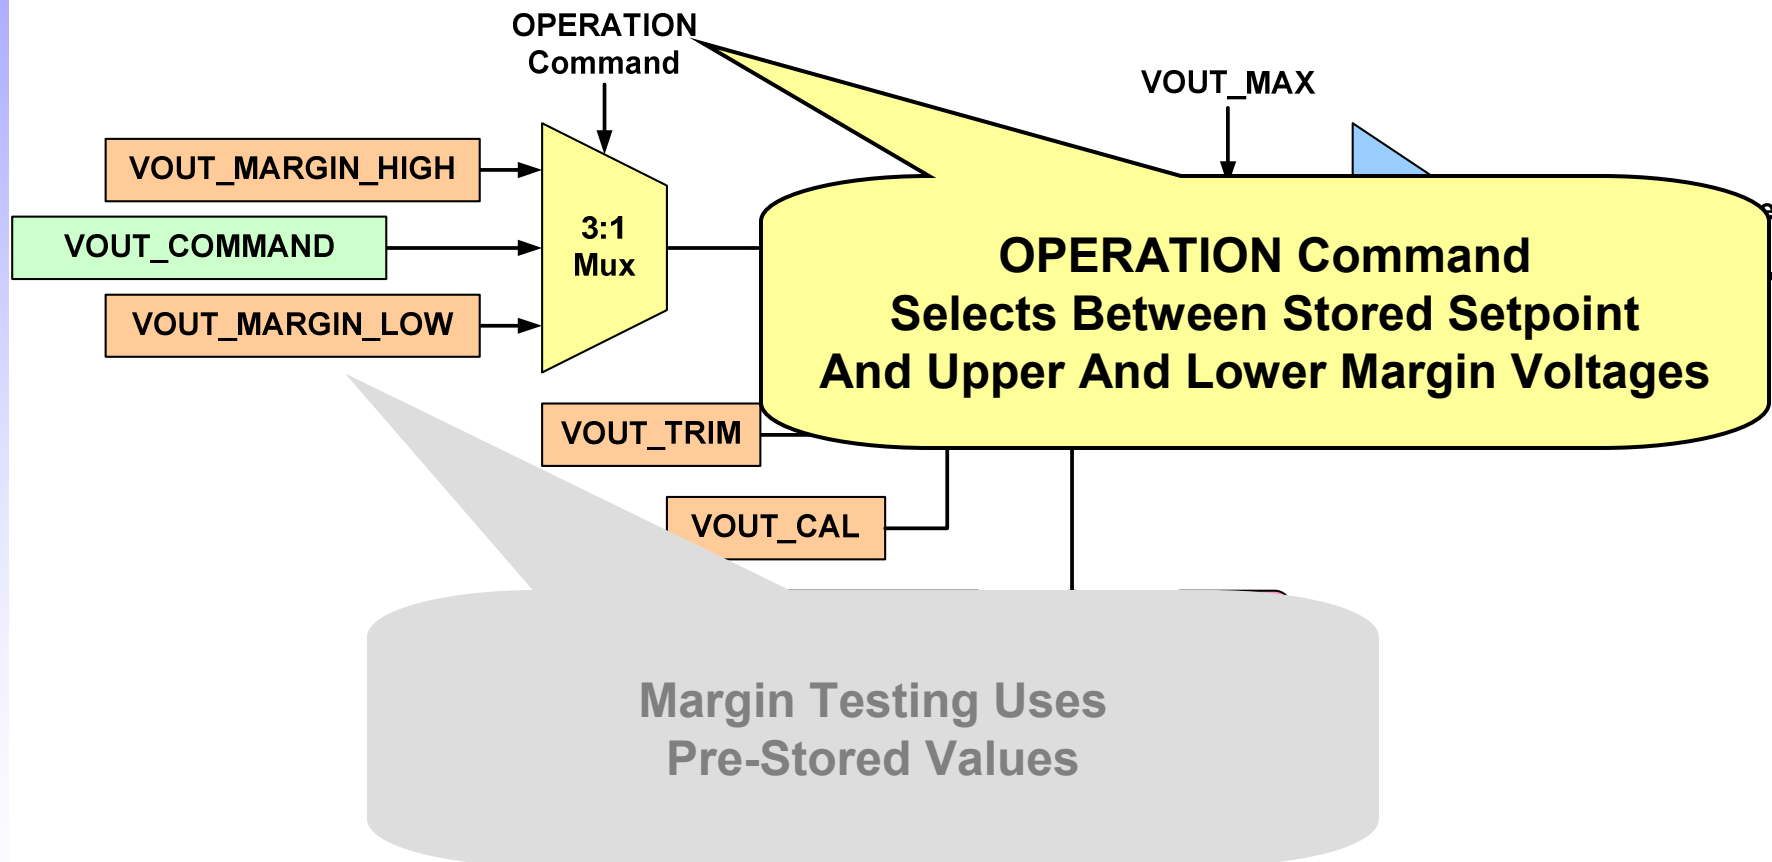 OPERATION
Command
VOUT_MAX
VOUT_MARGIN_HIGH
VOUT_COMMAND
VOUT_MARGIN_LOW
3:1
Mux
OPERATION Command
Selects Between Stored Setpoint
And Upper And Lower Margin Voltages
VOUT_TRIM
VOUT_CAL
Margin Testing Uses
Pre-Stored Values